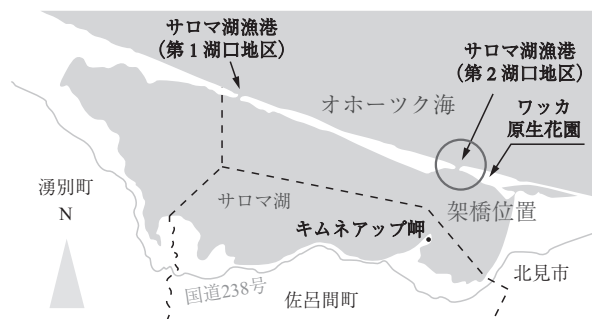 サロマ湖漁港
(第1湖口地区)
サロマ湖漁港
(第2湖口地区)
オホーツク海
ワッカ
原生花園
湧別町
N
サロマ湖
架橋位置
キムネアップ岬
国道238号
佐呂間町
北見市